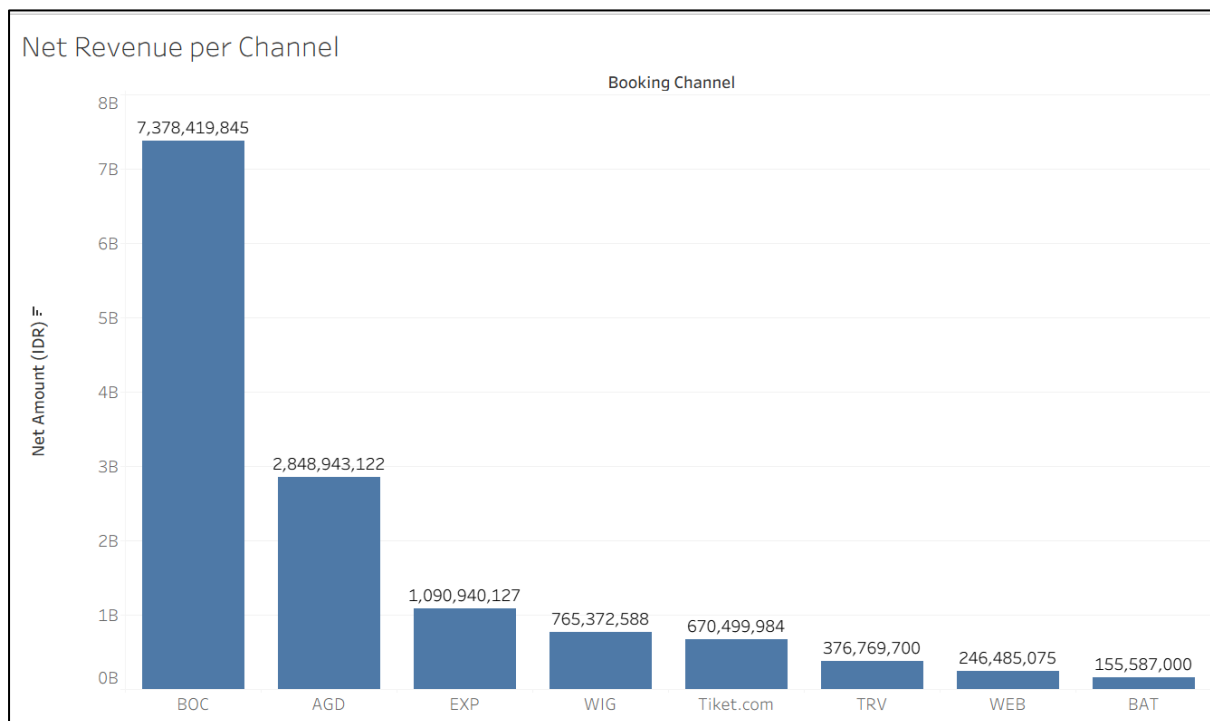 Net Revenue per Channel
Booking Channel
Net Amount (IDR)
8B
7B
6B
5B
4B
3B
2B
1B
0B
7,378,419,845
2,848,943,122
1,090,940,127
765,372,588
670,499,984
376,769,700
246,485,075
155,587,000
BOC
AGD
EXP
WIG
Tiket.com
TRV
WEB
BAT